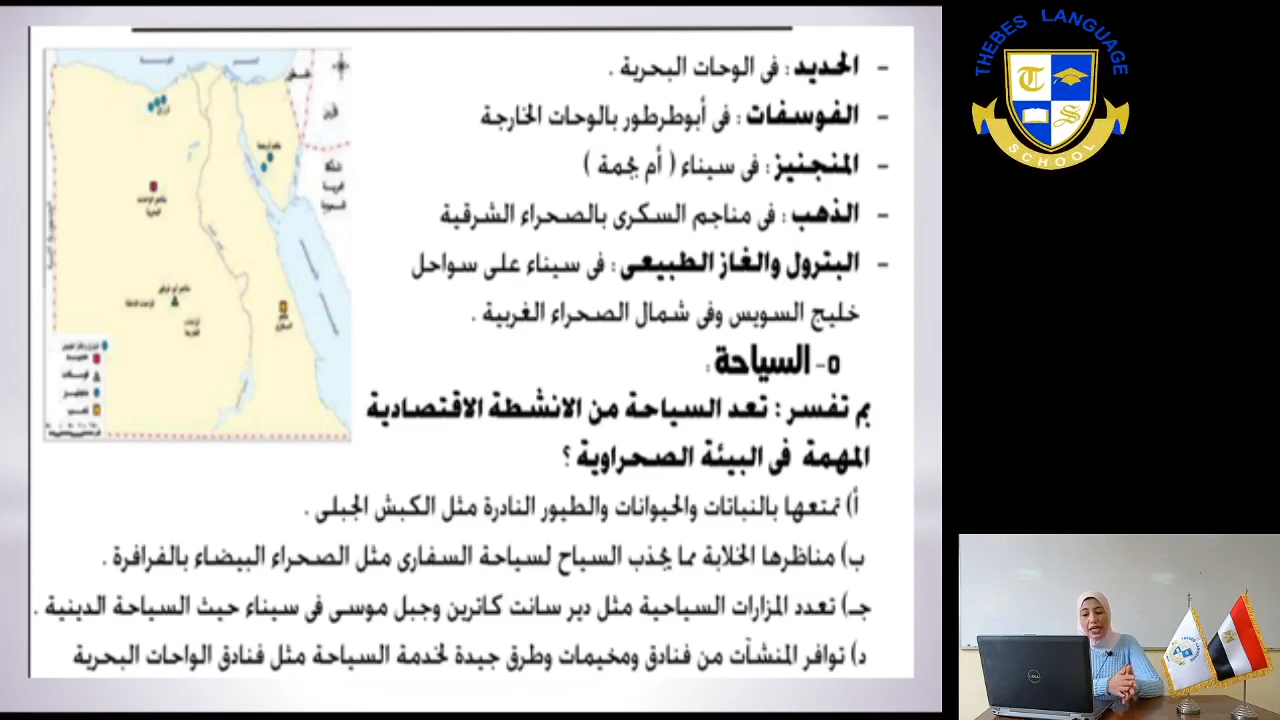 - الحديد : فى الوحات البحرية .
- الفوسفات : فى أبوطرطور بالوحات الخارجة
- المنجنيز : فى سيناء ( أم بجمة )
- الذهب : فى مناجم السكرى بالصحراء الشرقية
- البترول والغاز الطبيعى : فى سيناء على سواحل
خليج السويس وفى شمال الصحراء الغربية .
٥- السياحة :
بم تفسر : تعد السياحة من الانشطة الاقتصادية
المهمة فى البيئة الصحراوية ؟
أ) تمتعها بالنباتات والحيوانات والطيور النادرة مثل الكبش الجبلى .
ب) مناظرها الخلابة مما يجذب السياح لسياحة السفارى مثل الصحراء البيضاء بالفرافرة .
جـ) تعدد المزارات السياحية مثل دير سانت كاترين وجبل موسى فى سيناء حيث السياحة الدينية .
د) توافر المنشآت من فنادق ومخيمات وطرق جيدة لخدمة السياحة مثل فنادق الواحات البحرية
THEBES LANGUAGE
T
S
SCHOOL
DELL